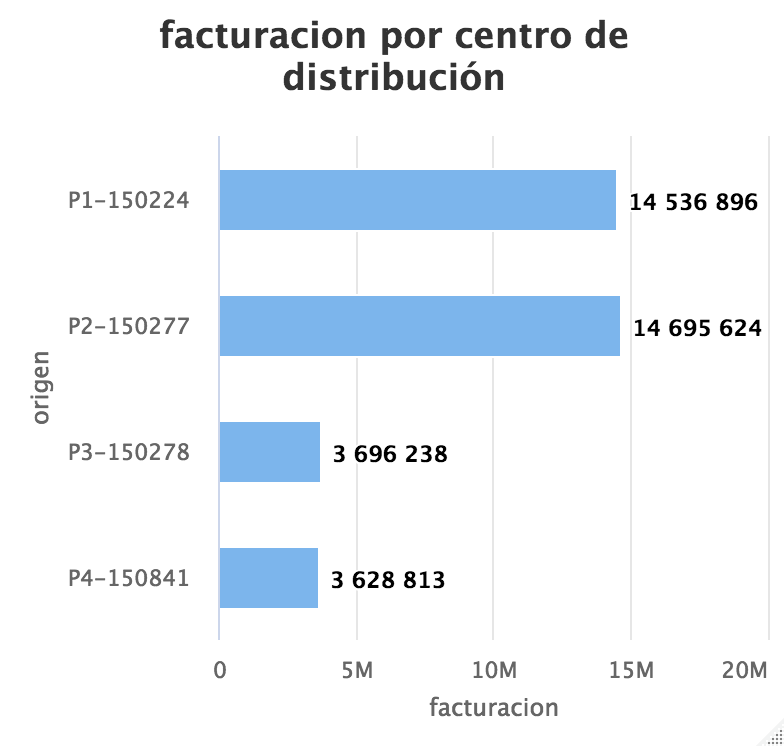 facturacion por centro de
distribución
P1-150224
14 536 896
P2-150277
14 695 624
origen
P3-150278
3 696 238
P4-150841
3 628 813
0
5M
10M
15M
20M
facturacion